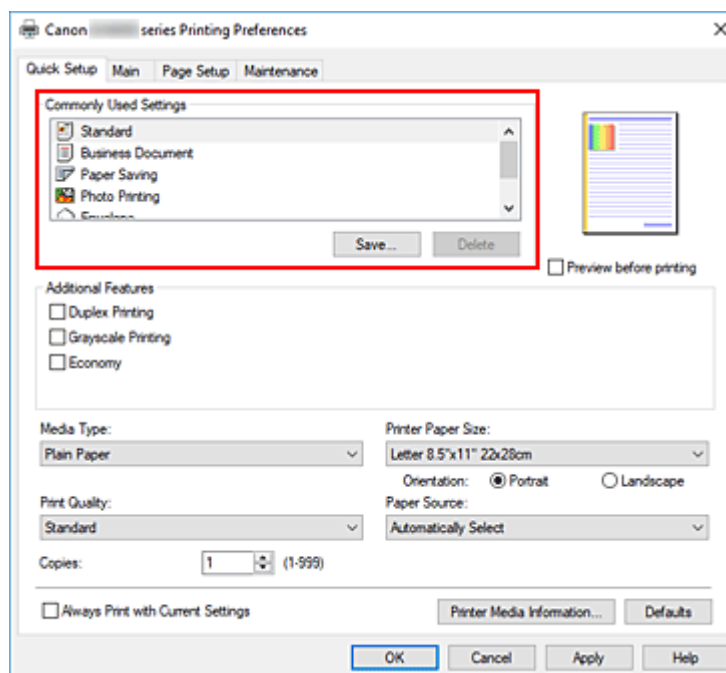 Canon series Printing Preferences
Quick Setup Main Page Setup Maintenance
Commonly Used Settings
Standard
Business Document
Paper Saving
Photo Printing
Envelope
Save... Delete
Preview before printing
Additional Features
Duplex Printing
Grayscale Printing
Economy
Media Type: Printer Paper Size:
Plain Paper Letter 8.5"x11" 22x28cm
Orientation: Portrait Landscape
Print Quality: Paper Source:
Standard Automatically Select
Copies: 1 (1-999)
Always Print with Current Settings Printer Media Information... Defaults
OK Cancel Apply Help